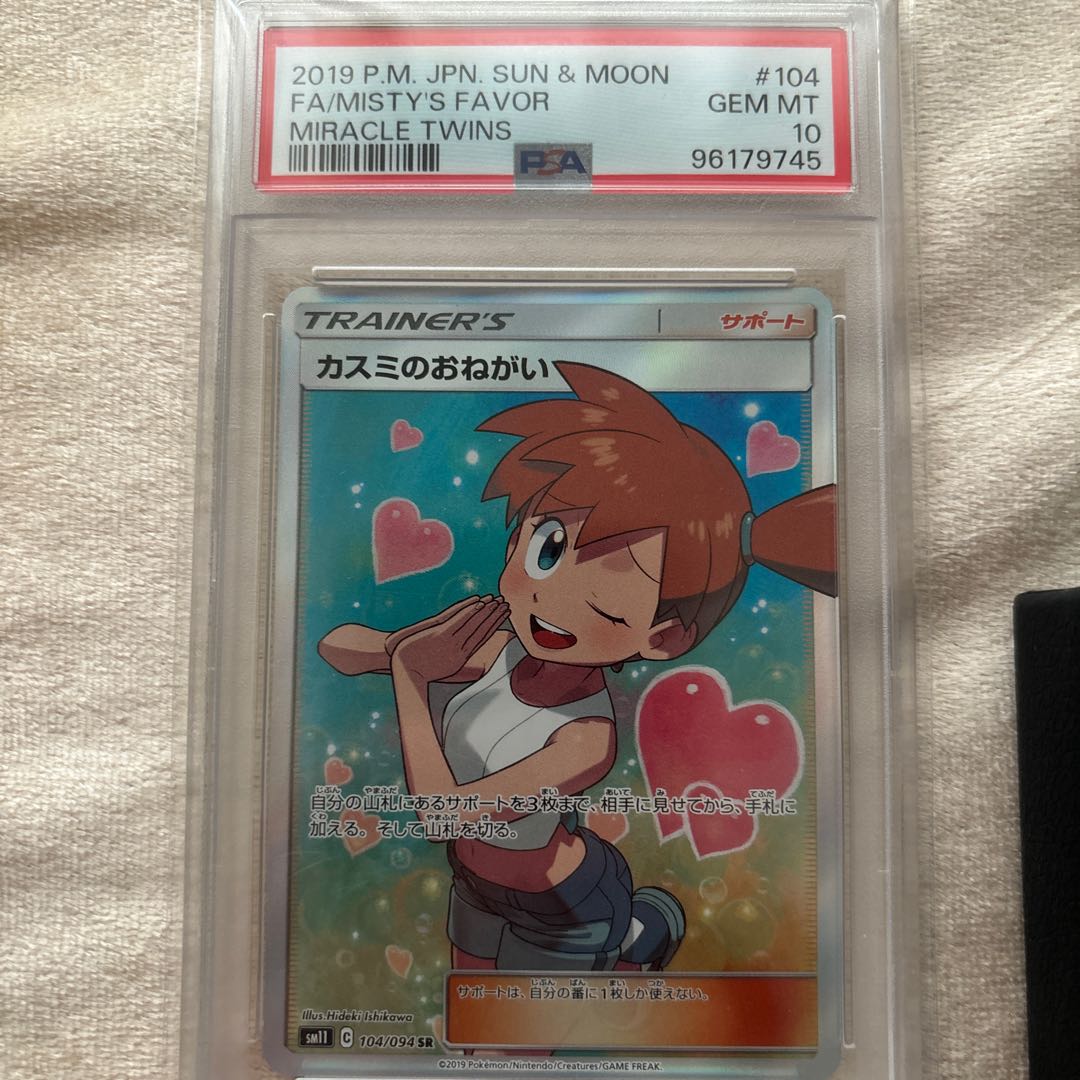 2019 P.M. JPN. SUN & MOON #104
FA/MISTY'S FAVOR GEM MT
MIRACLE TWINS 10
PSA 96179745
TRAINER'S サポート
カスミのおねがい
自分の山札にあるサポートを3枚まで、相手に見せてから、手札に
加える。そして山札を切る。
サポートは、自分の番に1枚しか使えない。
Illus.Hideki Ishikawa
SM11 C 104/094 SR
©2019 Pokémon/Nintendo/Creatures/GAME FREAK.